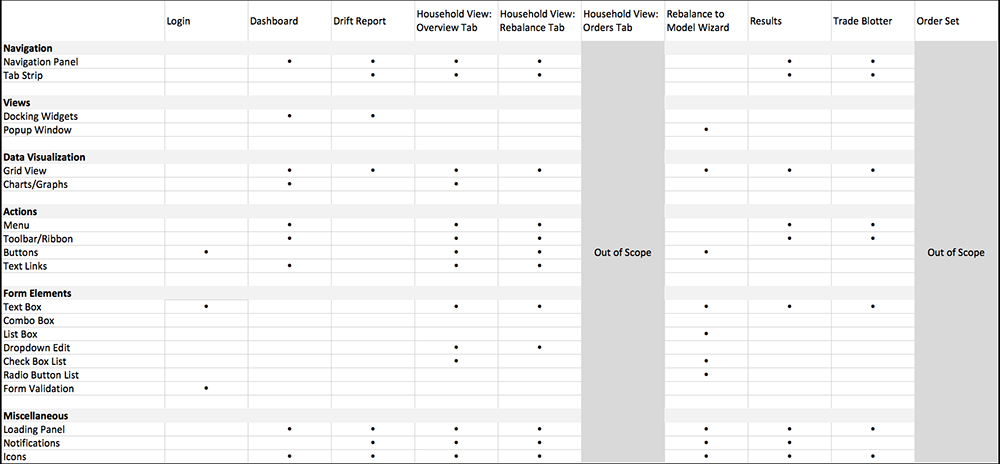 Login Dashboard Drift Report Household View: Overview Tab Household View: Rebalance Tab Household View: Orders Tab Rebalance to Model Wizard Results Trade Blotter Order Set
Navigation
Navigation Panel • • • • • •
Tab Strip • • • • •
Views
Docking Widgets • •
Popup Window •
Data Visualization
Grid View • • • • • • •
Charts/Graphs • •
Actions
Menu • • • • •
Toolbar/Ribbon • • • • •
Buttons • • • Out of Scope • Out of Scope
Text Links • • •
Form Elements
Text Box • • • • • •
Combo Box
List Box •
Dropdown Edit • •
Check Box List • •
Radio Button List •
Form Validation •
Miscellaneous
Loading Panel • • • • • • •
Notifications • • • • •
Icons • • • • • • •